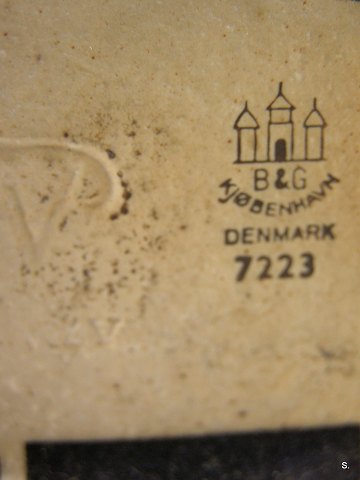 B&G
KJØBENHAVN
DENMARK
7223
V
V.
S.